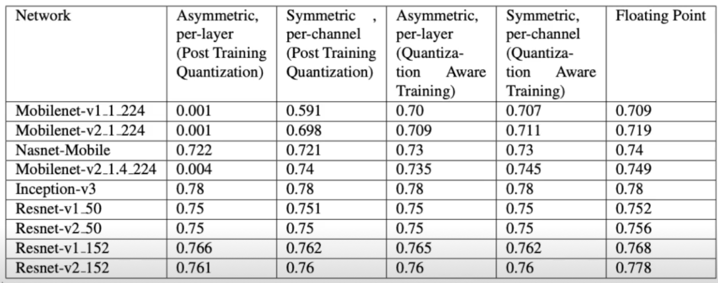 Network Asymmetric, Symmetric , Asymmetric, Symmetric, Floating Point
per-layer per-channel per-layer per-channel
(Post Training (Post Training (Quantiza- (Quantiza-
Quantization) Quantization) tion Aware tion Aware
Training) Training)
Mobilenet-v1_1_224 0.001 0.591 0.70 0.707 0.709
Mobilenet-v2_1_224 0.001 0.698 0.709 0.711 0.719
Nasnet-Mobile 0.722 0.721 0.73 0.73 0.74
Mobilenet-v2_1.4_224 0.004 0.74 0.735 0.745 0.749
Inception-v3 0.78 0.78 0.78 0.78 0.78
Resnet-v1_50 0.75 0.751 0.75 0.75 0.752
Resnet-v2_50 0.75 0.75 0.75 0.75 0.756
Resnet-v1_152 0.766 0.762 0.765 0.762 0.768
Resnet-v2_152 0.761 0.76 0.76 0.76 0.778